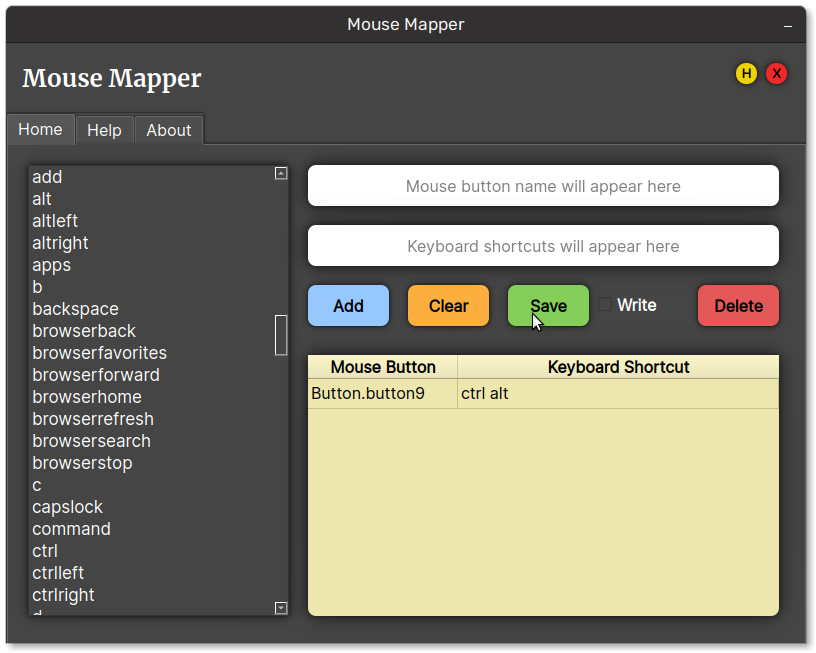 Mouse Mapper
Mouse Mapper
H X
Home Help About
add
alt
altleft
altright
apps
b
backspace
browserback
browserfavorites
browserforward
browserhome
browserrefresh
browsersearch
browserstop
c
capslock
command
ctrl
ctrlleft
ctrlright
d
Mouse button name will appear here
Keyboard shortcuts will appear here
Add Clear Save Write Delete
Mouse Button Keyboard Shortcut
Button.button9 ctrl alt